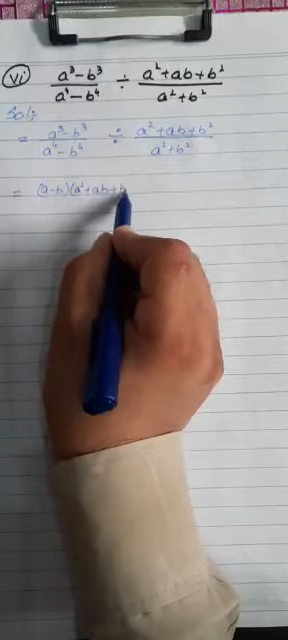 (vi) (a³-b³)/(a⁴-b⁴) ÷ (a²+ab+b²)/(a²+b²)
Sol:
= (a³-b³)/(a⁴-b⁴) ÷ (a²+ab+b²)/(a²+b²)
= (a-b)(a²+ab+b